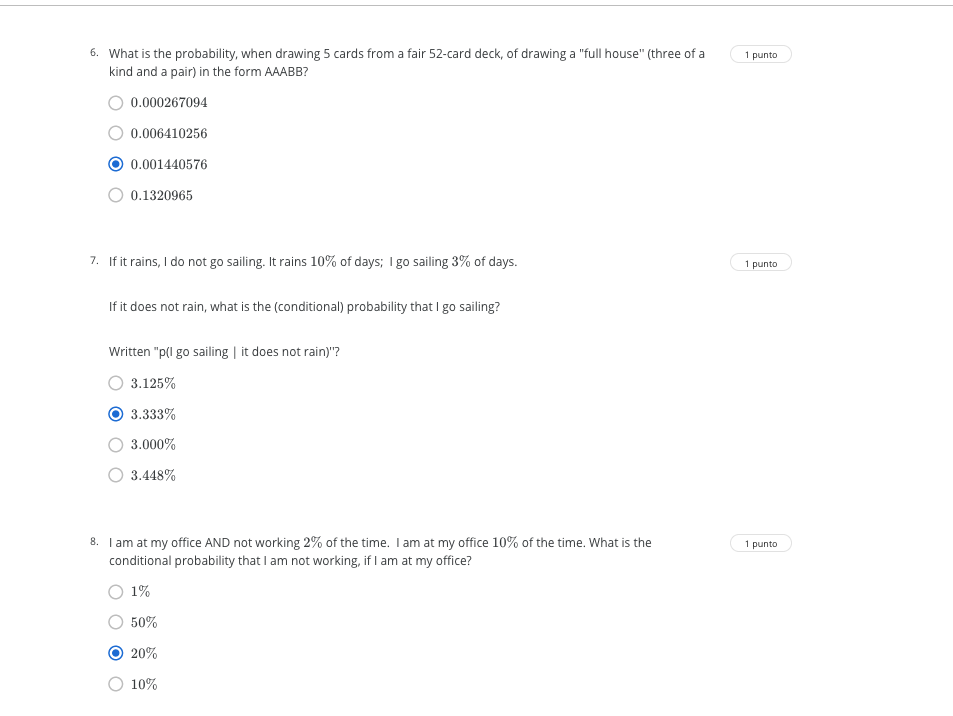 6. What is the probability, when drawing 5 cards from a fair 52-card deck, of drawing a "full house" (three of a
kind and a pair) in the form AAABB?
1 punto
0.000267094
0.006410256
0.001440576
0.1320965
7. If it rains, I do not go sailing. It rains 10% of days; I go sailing 3% of days.
1 punto
If it does not rain, what is the (conditional) probability that I go sailing?
Written "p(I go sailing | it does not rain)"?
3.125%
3.333%
3.000%
3.448%
8. I am at my office AND not working 2% of the time. I am at my office 10% of the time. What is the
conditional probability that I am not working, if I am at my office?
1 punto
1%
50%
20%
10%